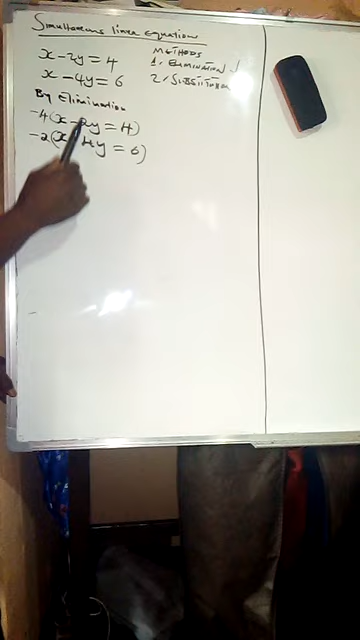 Simultaneous linear Equation
x - 2y = 4
x - 4y = 6
METHODS
1. ELIMINATION ✓
2/ SUBSTITUTION
By Elimination
-4(x - 2y = 4)
-2(x 4y = 6)